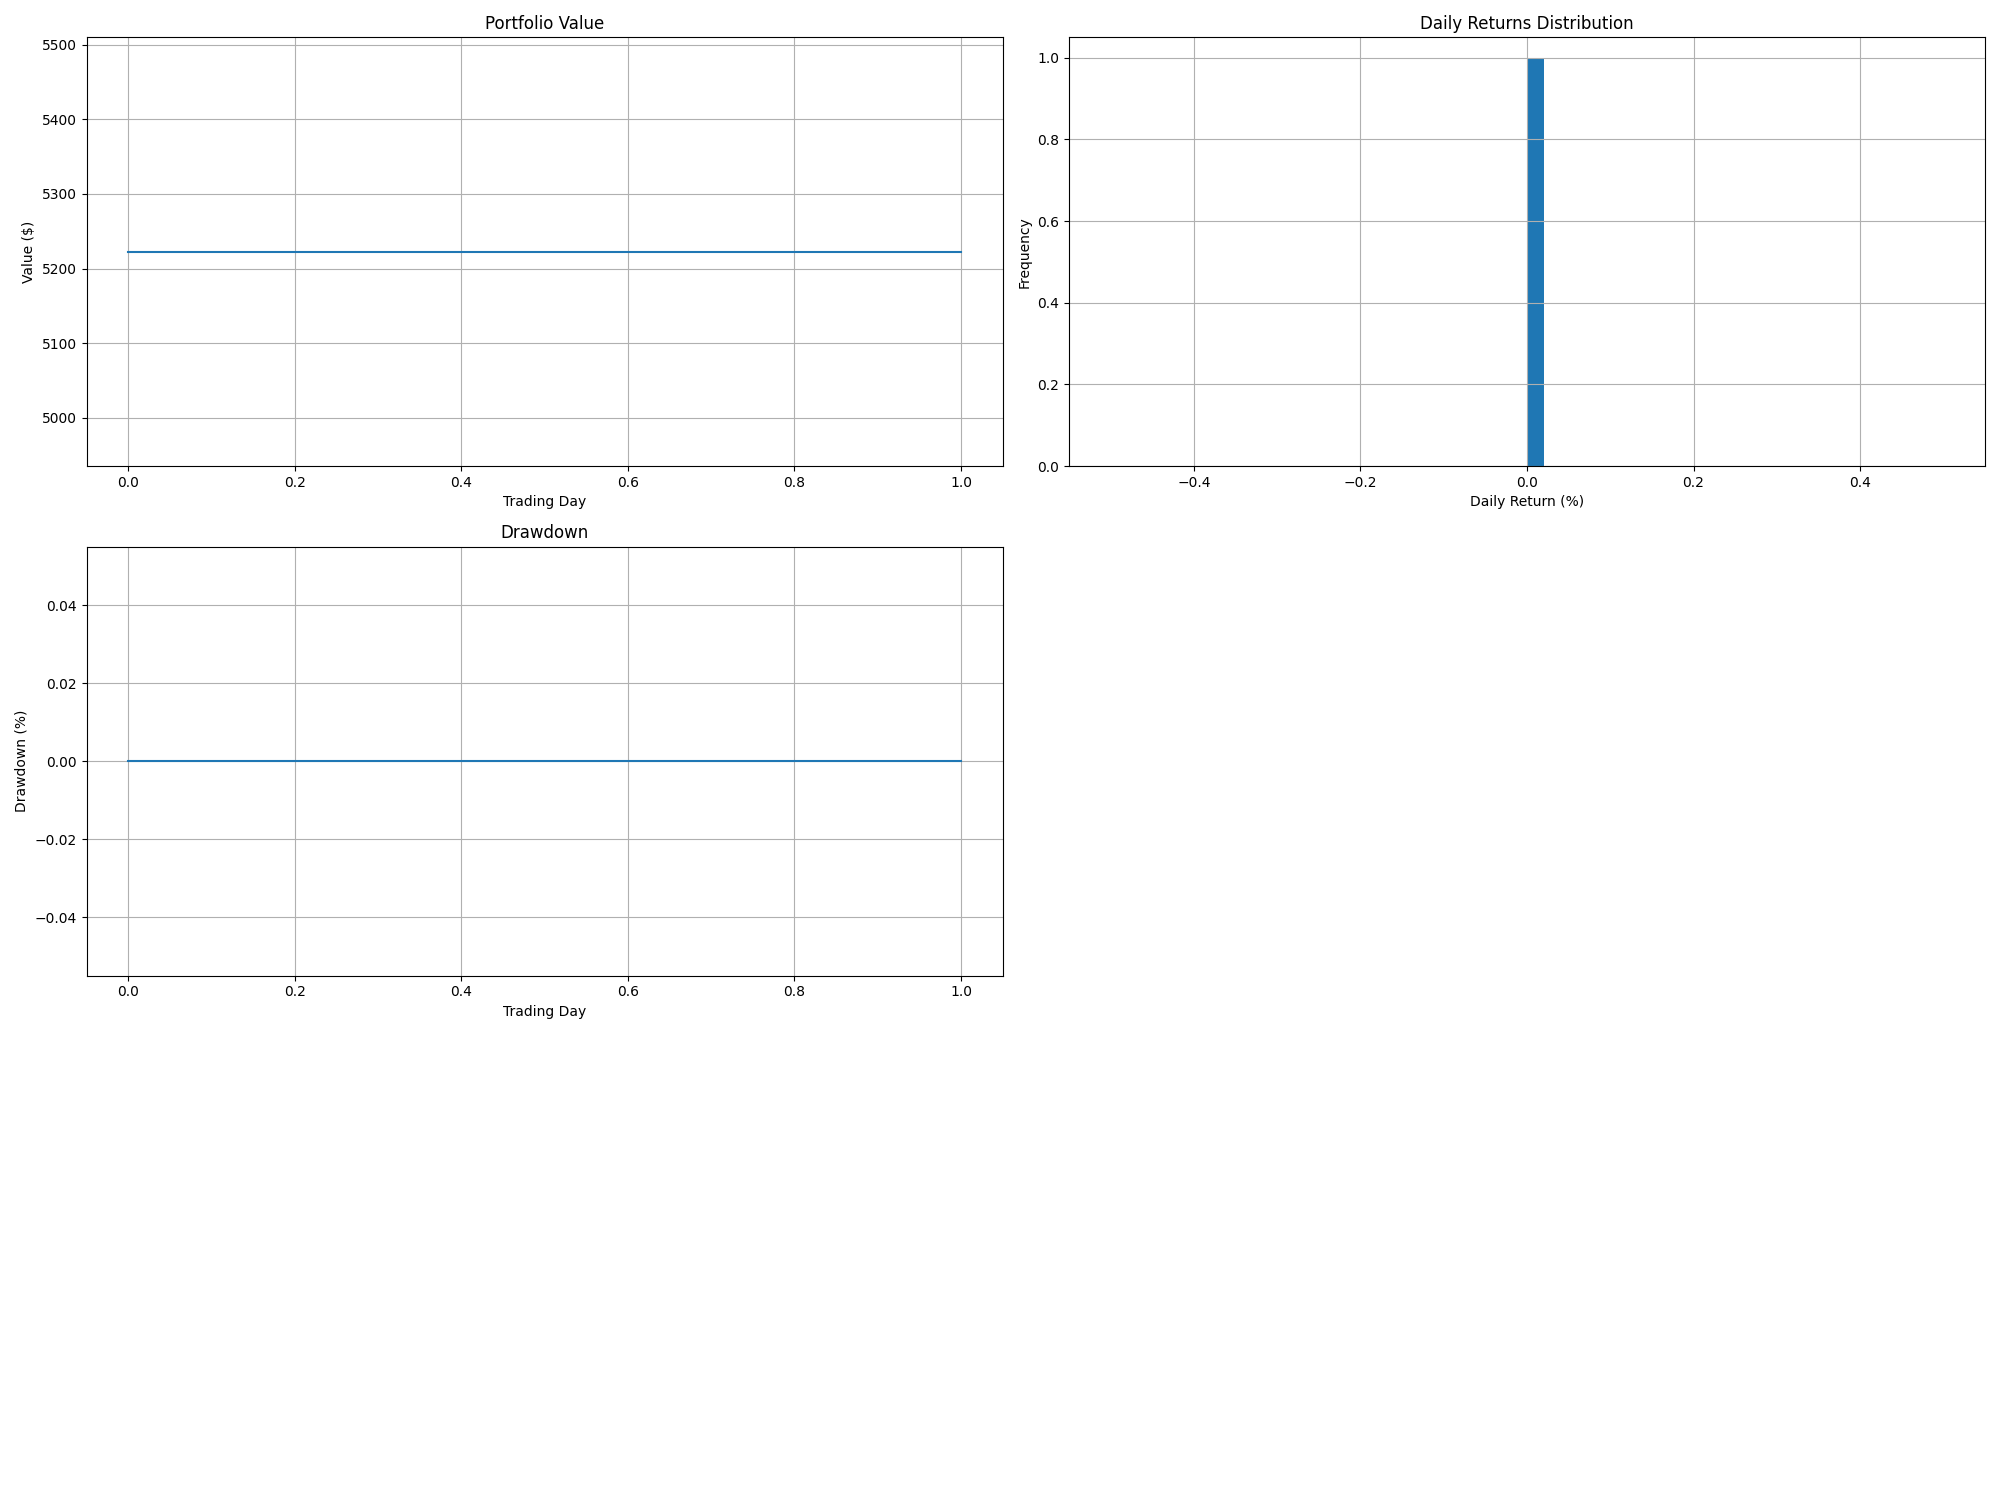 Portfolio Value
5500
5400
5300
5200
5100
5000
Value ($)
0.0 0.2 0.4 0.6 0.8 1.0
Trading Day
Daily Returns Distribution
1.0
0.8
0.6
0.4
0.2
0.0
Frequency
−0.4 −0.2 0.0 0.2 0.4
Daily Return (%)
Drawdown
0.04
0.02
0.00
−0.02
−0.04
Drawdown (%)
0.0 0.2 0.4 0.6 0.8 1.0
Trading Day